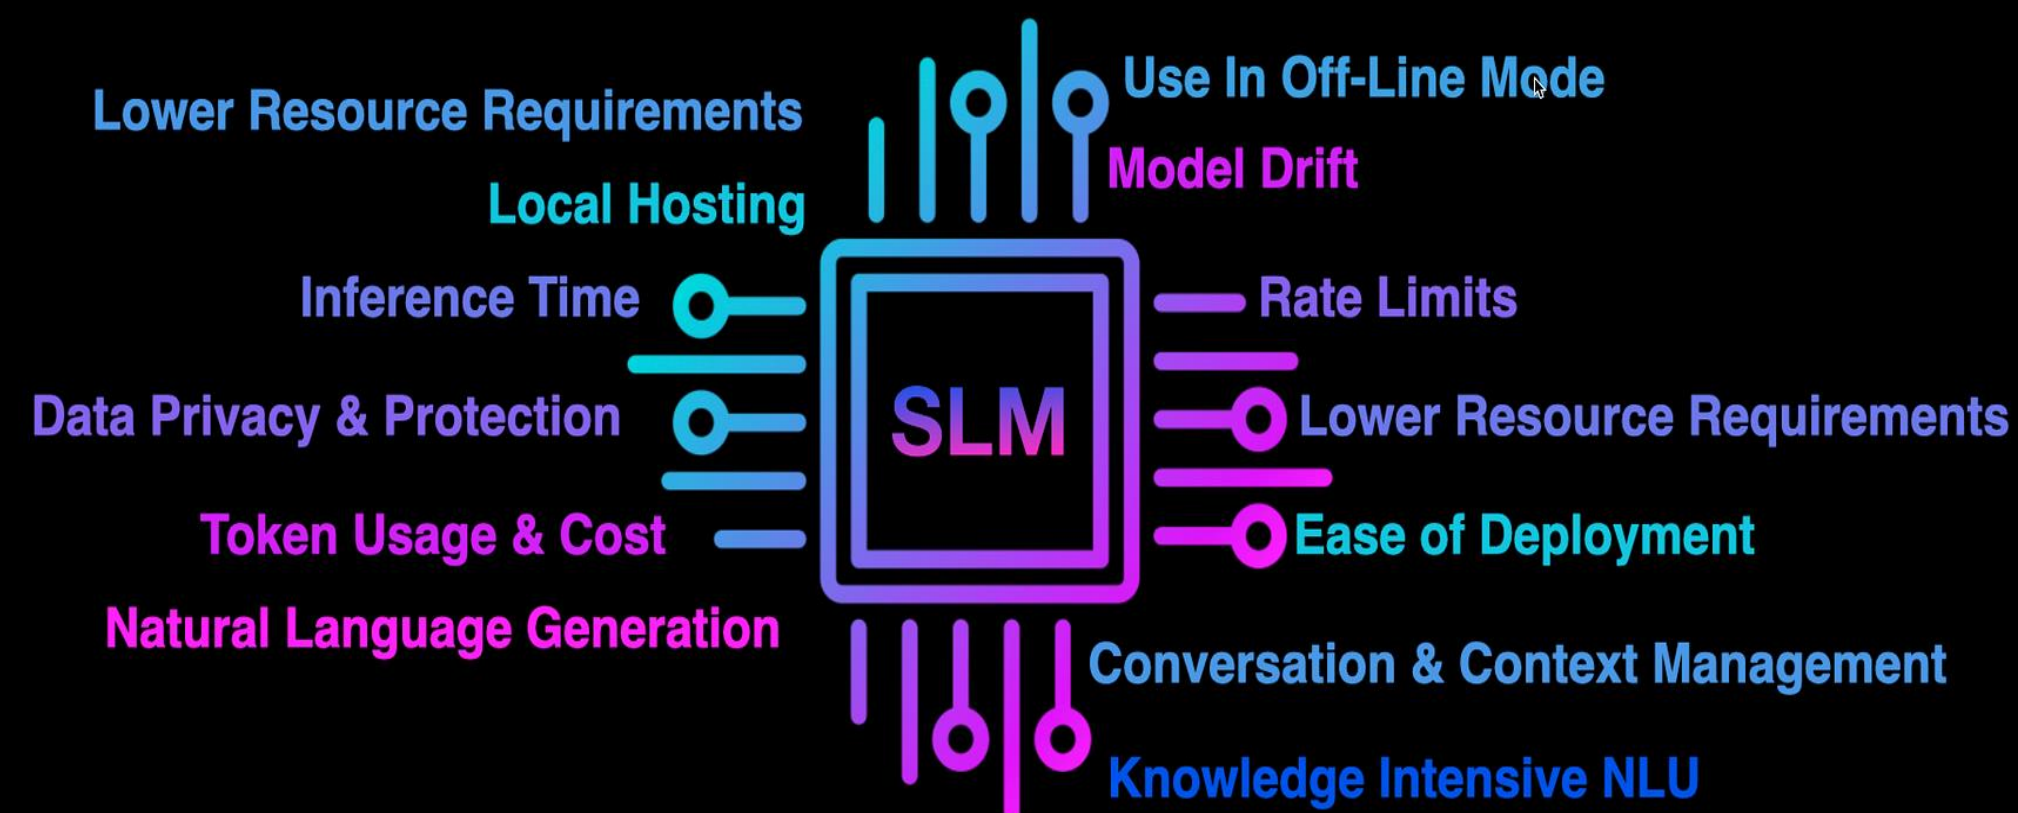 Use In Off-Line Mode
Lower Resource Requirements
Model Drift
Local Hosting
Inference Time
Rate Limits
SLM
Data Privacy & Protection
Lower Resource Requirements
Token Usage & Cost
Ease of Deployment
Natural Language Generation
Conversation & Context Management
Knowledge Intensive NLU